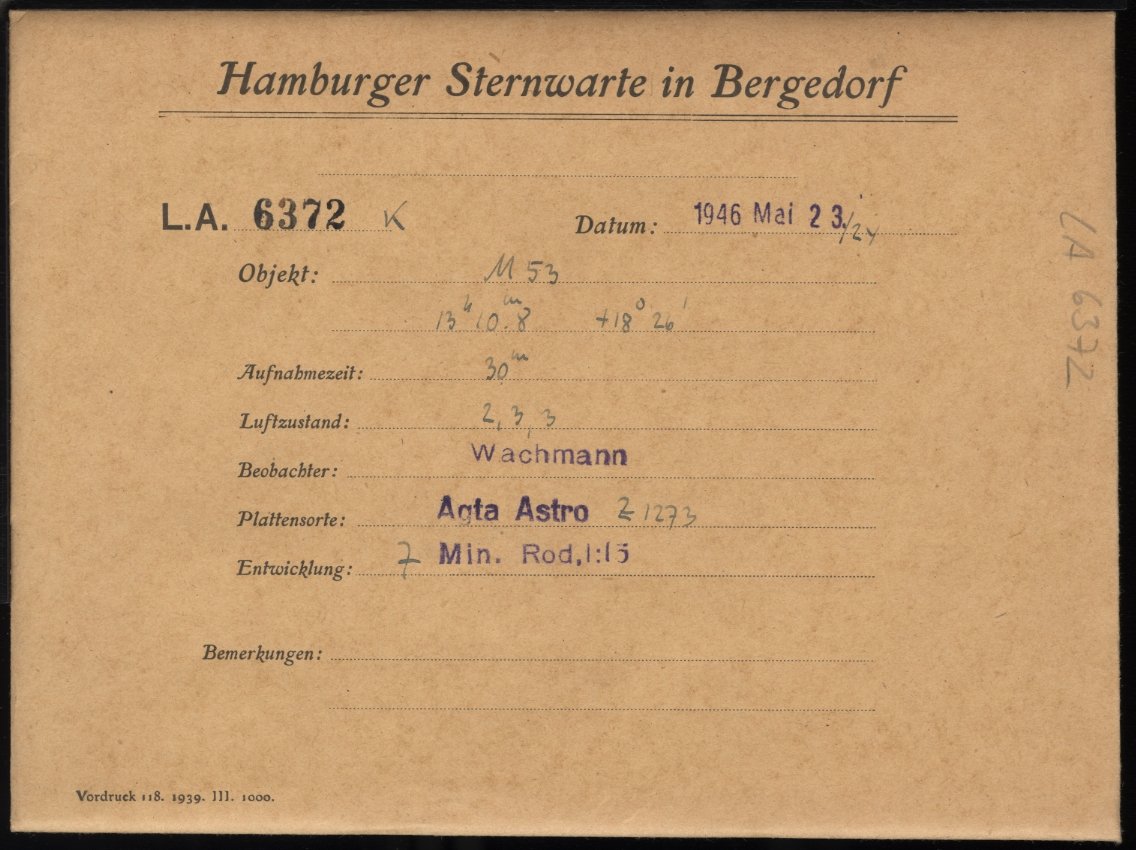 Hamburger Sternwarte in Bergedorf
L.A. 6372 K
Datum: 1946 Mai 23./24
Objekt: M 53
13ʰ 10ᵐ.8 +18° 26'
Aufnahmezeit: 30ᵐ
Luftzustand: 2, 3, 3
Beobachter: Wachmann
Plattensorte: Agfa Astro Z 1273
Entwicklung: 7 Min. Rod, 1:15
Bemerkungen:
Vordruck 118. 1939. III. 1000.
LA 6372